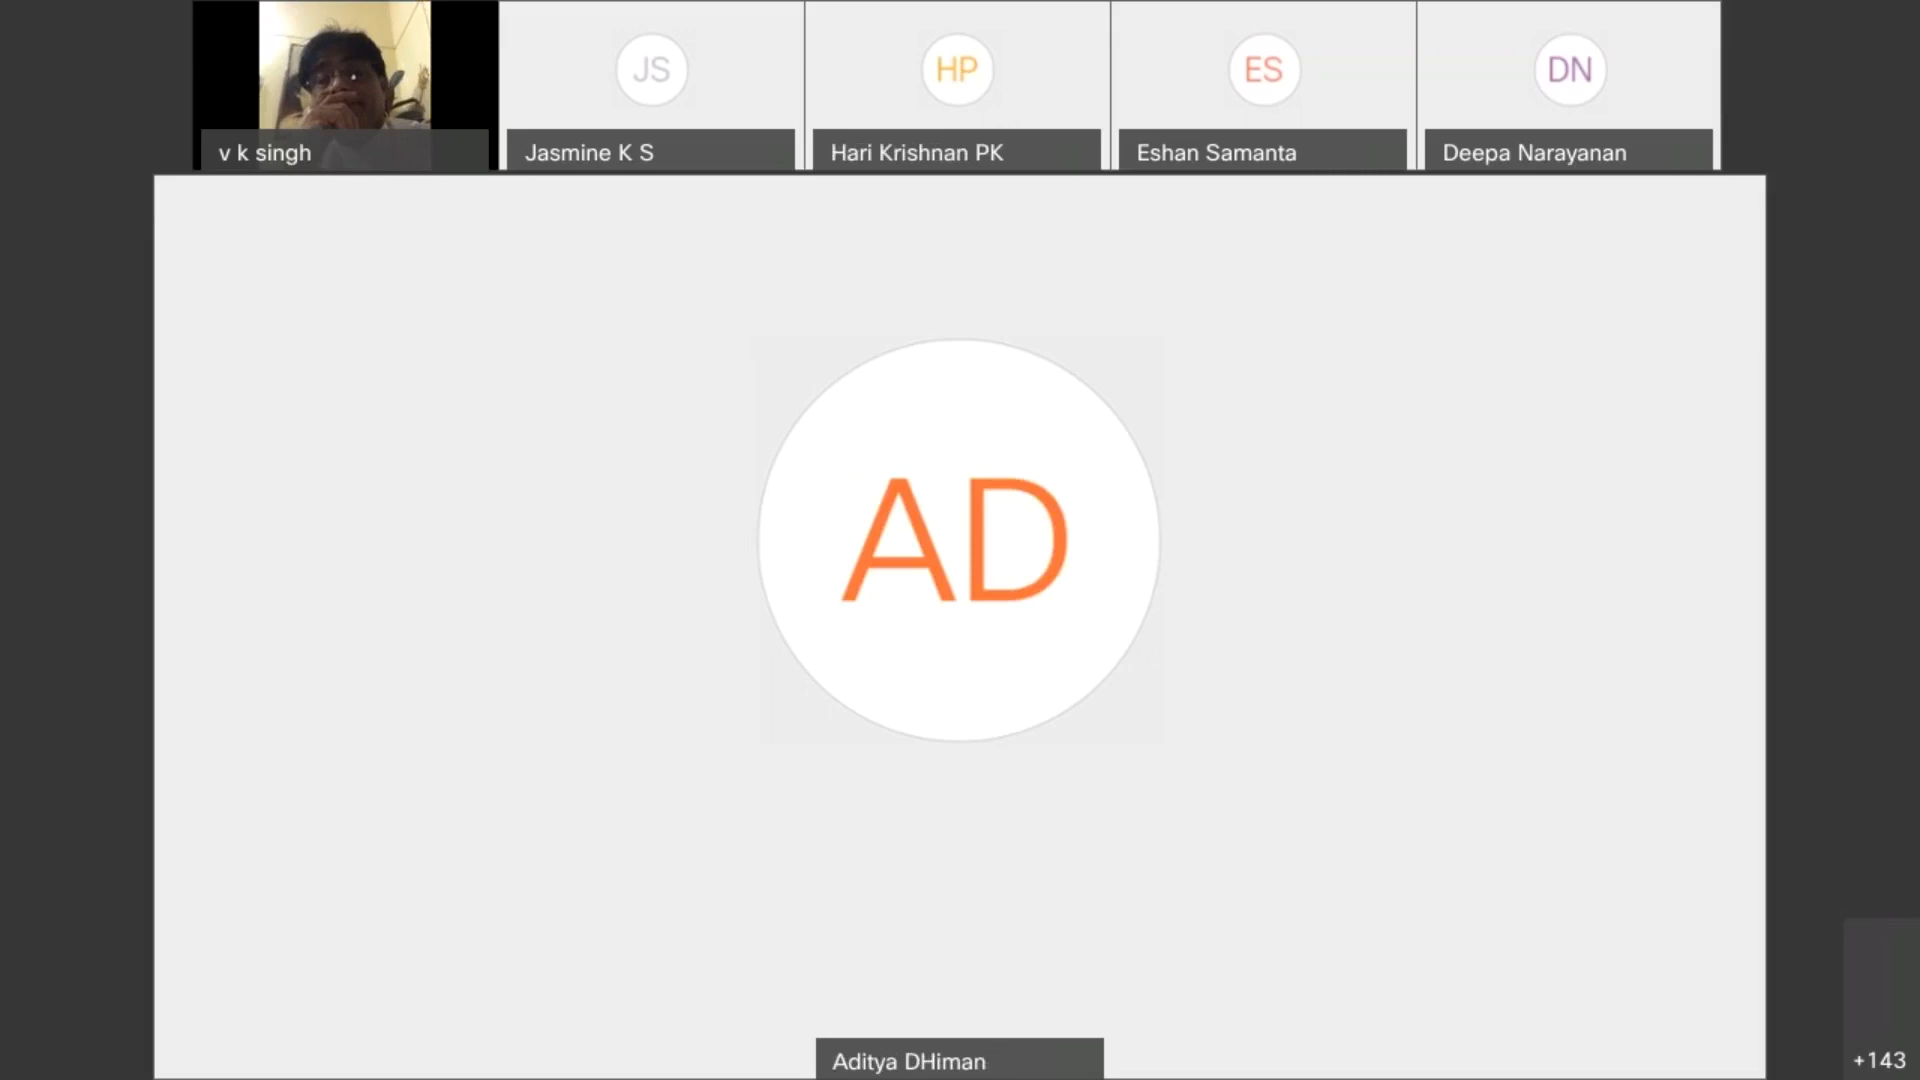 JS
HP
ES
DN
v k singh
Jasmine K S
Hari Krishnan PK
Eshan Samanta
Deepa Narayanan
AD
Aditya DHiman
+143